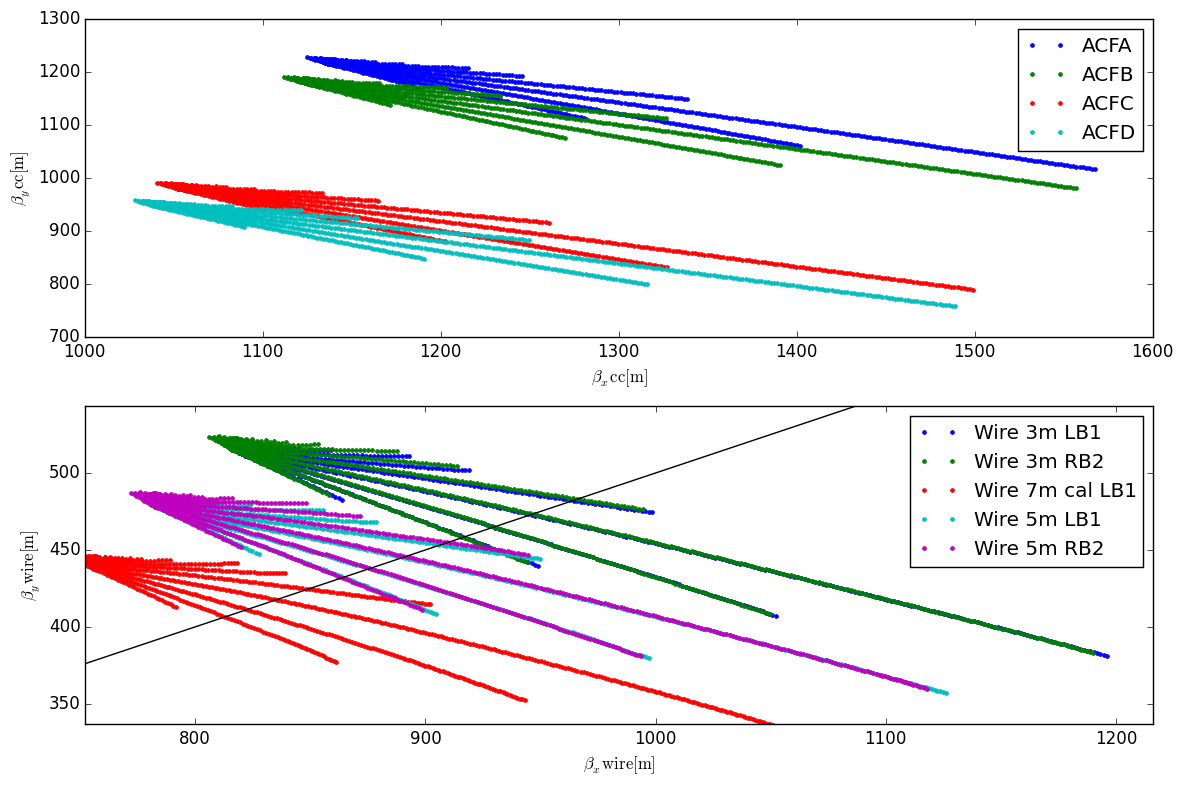 1300
1200
1100
1000
900
800
700
β_y cc[m]
ACFA
ACFB
ACFC
ACFD
1000 1100 1200 1300 1400 1500 1600
β_x cc[m]
500
450
400
350
β_y wire[m]
Wire 3m LB1
Wire 3m RB2
Wire 7m cal LB1
Wire 5m LB1
Wire 5m RB2
800 900 1000 1100 1200
β_x wire[m]